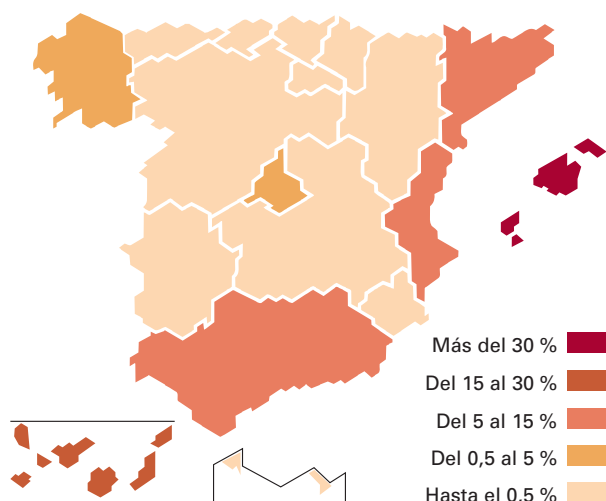 Más del 30 %
Del 15 al 30 %
Del 5 al 15 %
Del 0,5 al 5 %
Hasta el 0,5 %